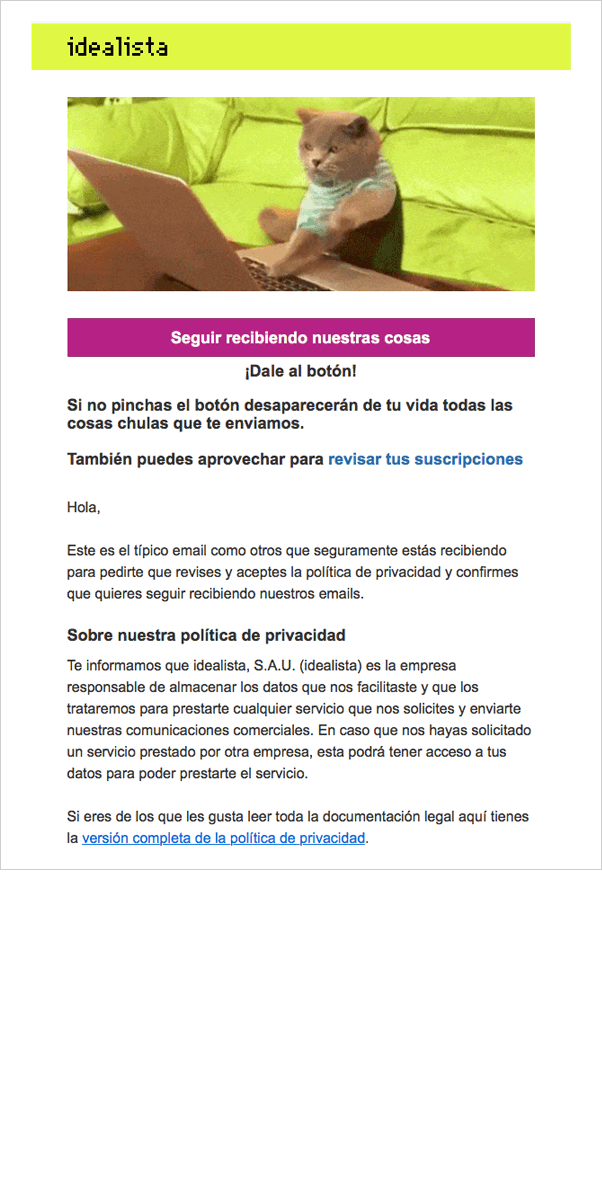 idealista
Seguir recibiendo nuestras cosas
¡Dale al botón!
Si no pinchas el botón desaparecerán de tu vida todas las
cosas chulas que te enviamos.
También puedes aprovechar para revisar tus suscripciones
Hola,
Este es el típico email como otros que seguramente estás recibiendo
para pedirte que revises y aceptes la política de privacidad y confirmes
que quieres seguir recibiendo nuestros emails.
Sobre nuestra política de privacidad
Te informamos que idealista, S.A.U. (idealista) es la empresa
responsable de almacenar los datos que nos facilitaste y que los
trataremos para prestarte cualquier servicio que nos solicites y enviarte
nuestras comunicaciones comerciales. En caso que nos hayas solicitado
un servicio prestado por otra empresa, esta podrá tener acceso a tus
datos para poder prestarte el servicio.
Si eres de los que les gusta leer toda la documentación legal aquí tienes
la versión completa de la política de privacidad.